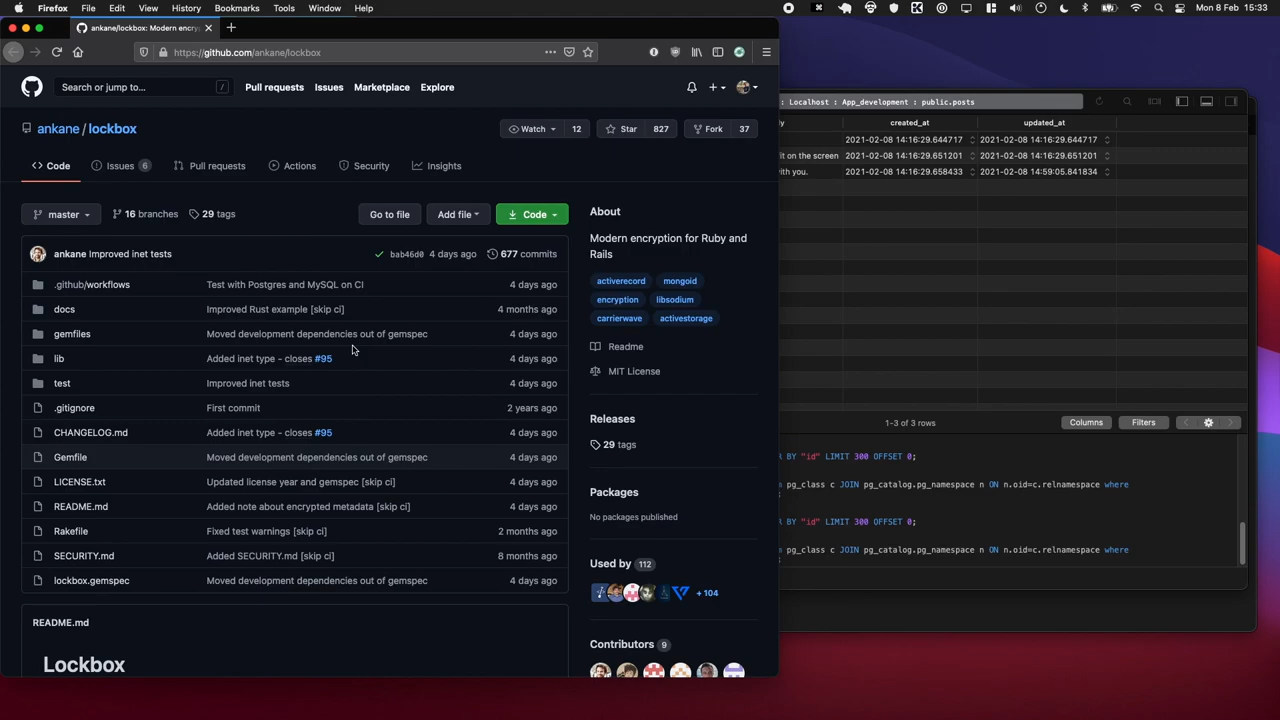 Firefox File Edit View History Bookmarks Tools Window Help Mon 8 Feb 15:33
ankane/lockbox: Modern encry
https://github.com/ankane/lockbox
Search or jump to... / Pull requests Issues Marketplace Explore
ankane / lockbox
Watch 12 Star 827 Fork 37
Code Issues 6 Pull requests Actions Security Insights
master 16 branches 29 tags Go to file Add file Code
ankane Improved inet tests bab46d0 4 days ago 677 commits
.github/workflows Test with Postgres and MySQL on CI 4 days ago
docs Improved Rust example [skip ci] 4 months ago
gemfiles Moved development dependencies out of gemspec 4 days ago
lib Added inet type - closes #95 4 days ago
test Improved inet tests 4 days ago
.gitignore First commit 2 years ago
CHANGELOG.md Added inet type - closes #95 4 days ago
Gemfile Moved development dependencies out of gemspec 4 days ago
LICENSE.txt Updated license year and gemspec [skip ci] 4 days ago
README.md Added note about encrypted metadata [skip ci] 4 days ago
Rakefile Fixed test warnings [skip ci] 2 months ago
SECURITY.md Added SECURITY.md [skip ci] 8 months ago
lockbox.gemspec Moved development dependencies out of gemspec 4 days ago
README.md
Lockbox
About
Modern encryption for Ruby and
Rails
activerecord mongoid
encryption libsodium
carrierwave activestorage
Readme
MIT License
Releases
29 tags
Packages
No packages published
Used by 112
+ 104
Contributors 9
: Localhost : App_development : public.posts
created_at updated_at
2021-02-08 14:16:29.644717 2021-02-08 14:16:29.644717
it on the screen 2021-02-08 14:16:29.651201 2021-02-08 14:16:29.651201
with you. 2021-02-08 14:16:29.658433 2021-02-08 14:59:05.841834
1-3 of 3 rows Columns Filters
R BY "id" LIMIT 300 OFFSET 0;
pg_class c JOIN pg_catalog.pg_namespace n ON n.oid=c.relnamespace where
R BY "id" LIMIT 300 OFFSET 0;
pg_class c JOIN pg_catalog.pg_namespace n ON n.oid=c.relnamespace where